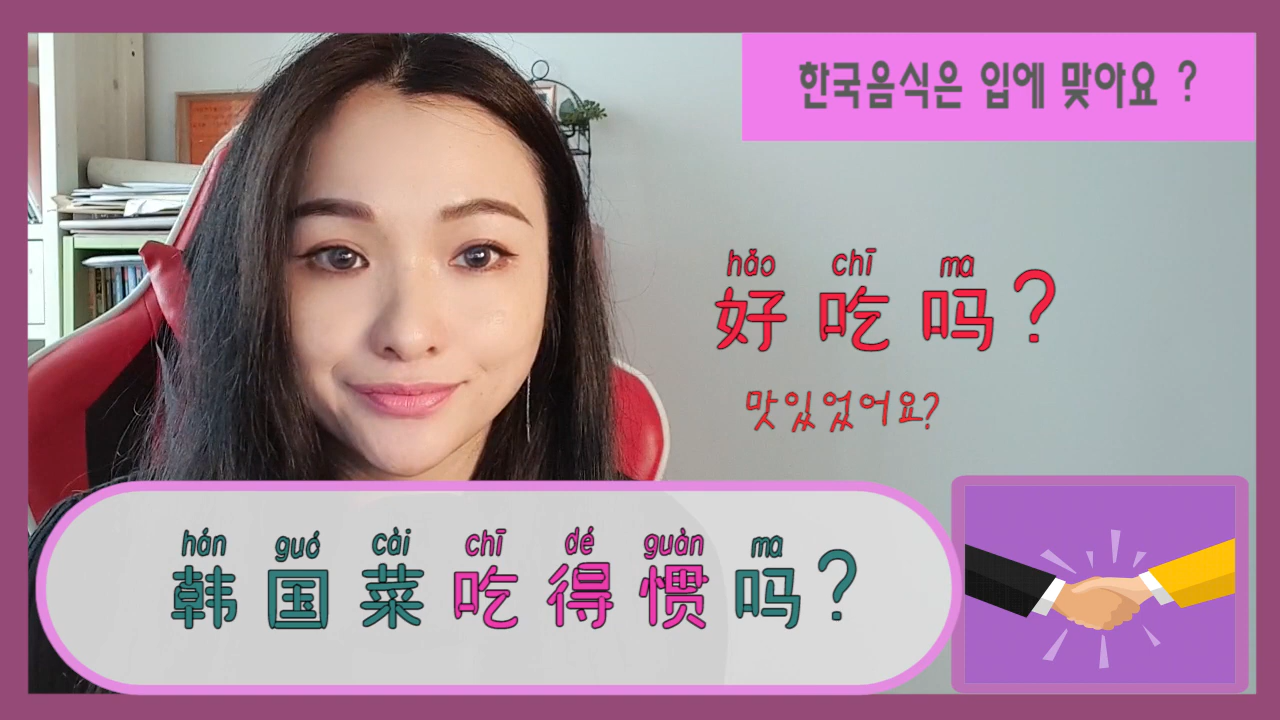 한국음식은 입에 맞아요 ?
hǎo chī ma
好 吃 吗?
맛있었어요?
hán guó cài chī dé guàn ma
韩 国 菜 吃 得 惯 吗?